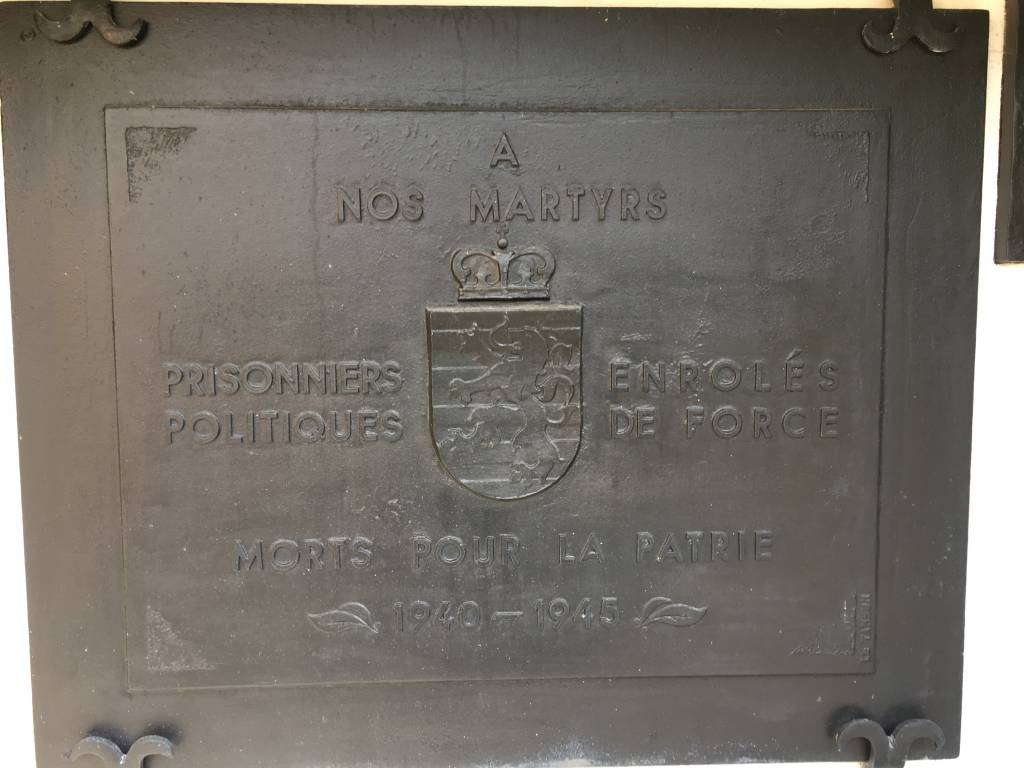 A
NOS MARTYRS
PRISONNIERS
POLITIQUES
ENROLÉS
DE FORCE
MORTS POUR LA PATRIE
1940-1945